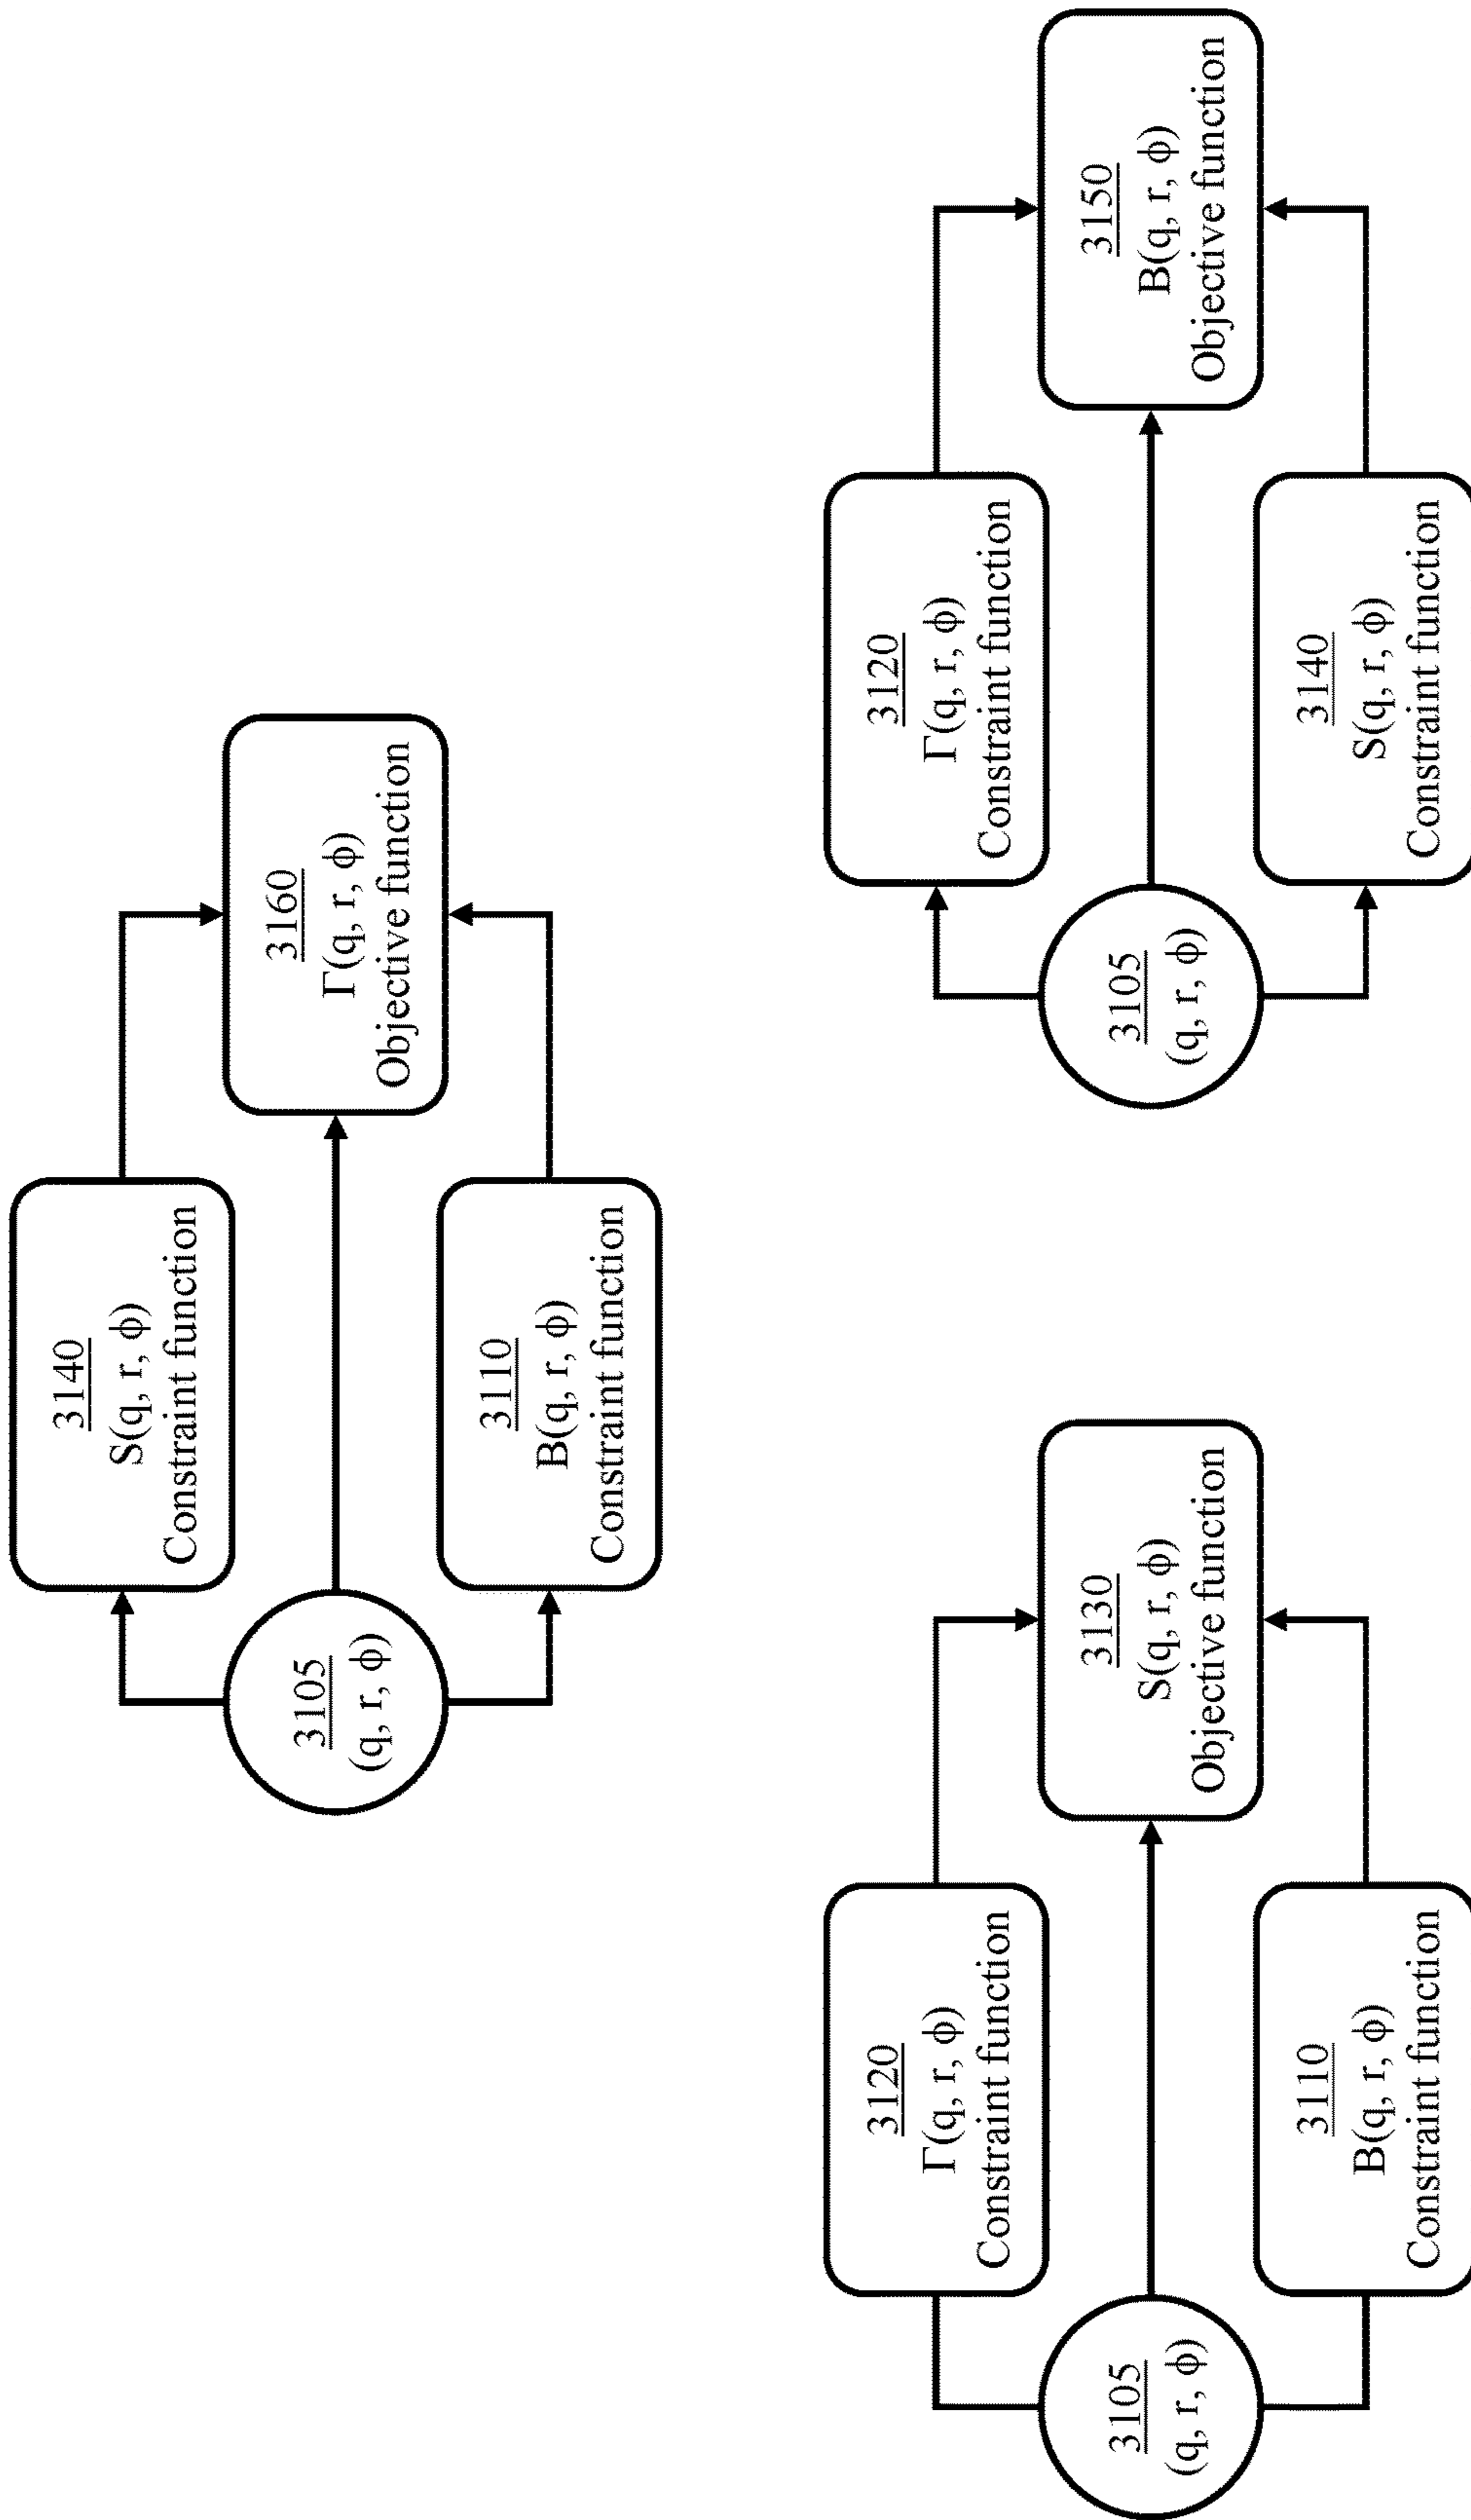 3105
(q, r, ϕ)
3140
S(q, r, ϕ)
Constraint function
3110
B(q, r, ϕ)
Constraint function
3160
Γ(q, r, ϕ)
Objective function
3105
(q, r, ϕ)
3120
Γ(q, r, ϕ)
Constraint function
3110
B(q, r, ϕ)
Constraint function
3130
S(q, r, ϕ)
Objective function
3105
(q, r, ϕ)
3120
Γ(q, r, ϕ)
Constraint function
3140
S(q, r, ϕ)
Constraint function
3150
B(q, r, ϕ)
Objective function